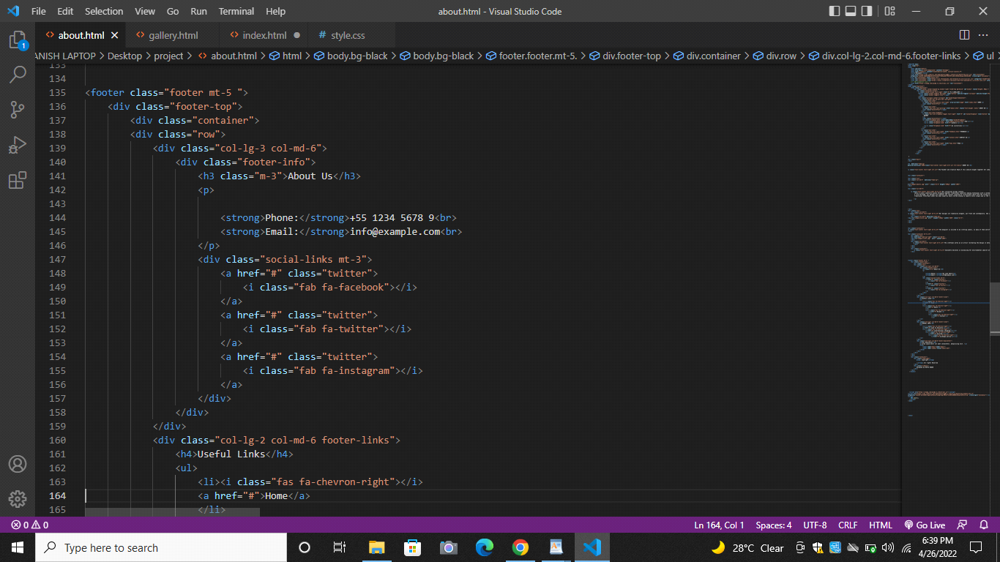 File Edit Selection View Go Run Terminal Help about.html - Visual Studio Code
about.html gallery.html index.html style.css
ANISH LAPTOP > Desktop > project > about.html > html > body.bg-black > body.bg-black > footer.footer.mt-5. > div.footer-top > div.container > div.row > div.col-lg-2.col-md-6.footer-links > ul >
133
134
135 <footer class="footer mt-5 ">
136 <div class="footer-top">
137 <div class="container">
138 <div class="row">
139 <div class="col-lg-3 col-md-6">
140 <div class="footer-info">
141 <h3 class="m-3">About Us</h3>
142 <p>
143
144 <strong>Phone:</strong>+55 1234 5678 9<br>
145 <strong>Email:</strong>info@example.com<br>
146 </p>
147 <div class="social-links mt-3">
148 <a href="#" class="twitter">
149 <i class="fab fa-facebook"></i>
150 </a>
151 <a href="#" class="twitter">
152 <i class="fab fa-twitter"></i>
153 </a>
154 <a href="#" class="twitter">
155 <i class="fab fa-instagram"></i>
156 </a>
157 </div>
158 </div>
159 </div>
160 <div class="col-lg-2 col-md-6 footer-links">
161 <h4>Useful Links</h4>
162 <ul>
163 <li><i class="fas fa-chevron-right"></i>
164 <a href="#">Home</a>
165 </li>
1
0 0 Ln 164, Col 1 Spaces: 4 UTF-8 CRLF HTML Go Live
Type here to search 28°C Clear 6:39 PM
4/26/2022